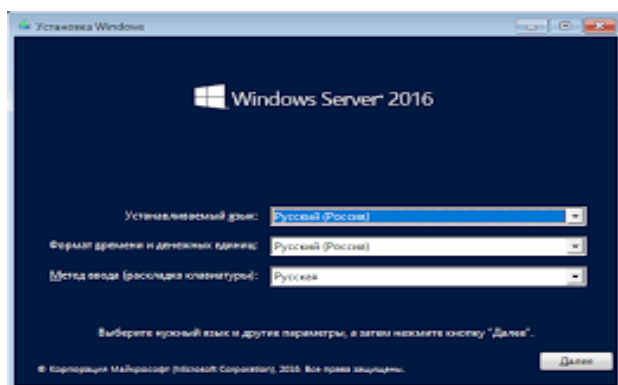 Установка Windows
Windows Server 2016
Устанавливаемый язык: Русский (Россия)
Формат времени и денежных единиц: Русский (Россия)
Метод ввода (раскладка клавиатуры): Русская
Выберите нужный язык и другие параметры, а затем нажмите кнопку "Далее".
© Корпорация Майкрософт (Microsoft Corporation), 2016. Все права защищены.
Далее